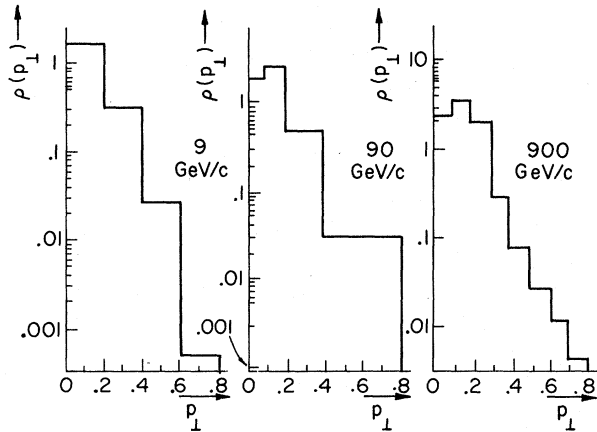 ρ(p⊥)
1
.1
.01
.001
9
GeV/c
0 .2 .4 .6 .8
p⊥
ρ(p⊥)
1
.1
.01
.001
90
GeV/c
0 .2 .4 .6 .8
p⊥
ρ(p⊥)
10
1
.1
.01
900
GeV/c
0 .2 .4 .6 .8
p⊥